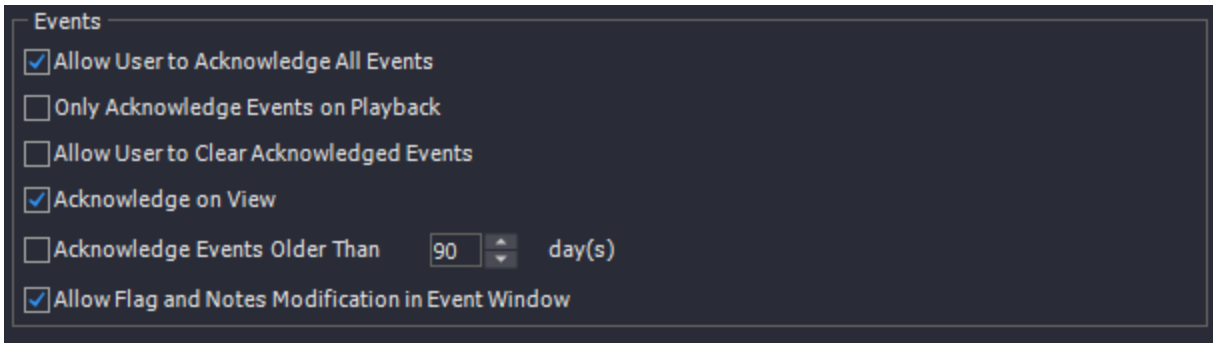 Events
Allow User to Acknowledge All Events
Only Acknowledge Events on Playback
Allow User to Clear Acknowledged Events
Acknowledge on View
Acknowledge Events Older Than 90 day(s)
Allow Flag and Notes Modification in Event Window